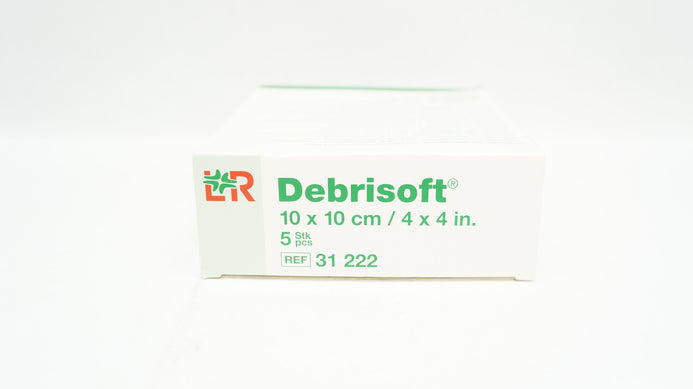 L&R
Debrisoft®
10 x 10 cm / 4 x 4 in.
5 Stk
pcs
REF 31 222